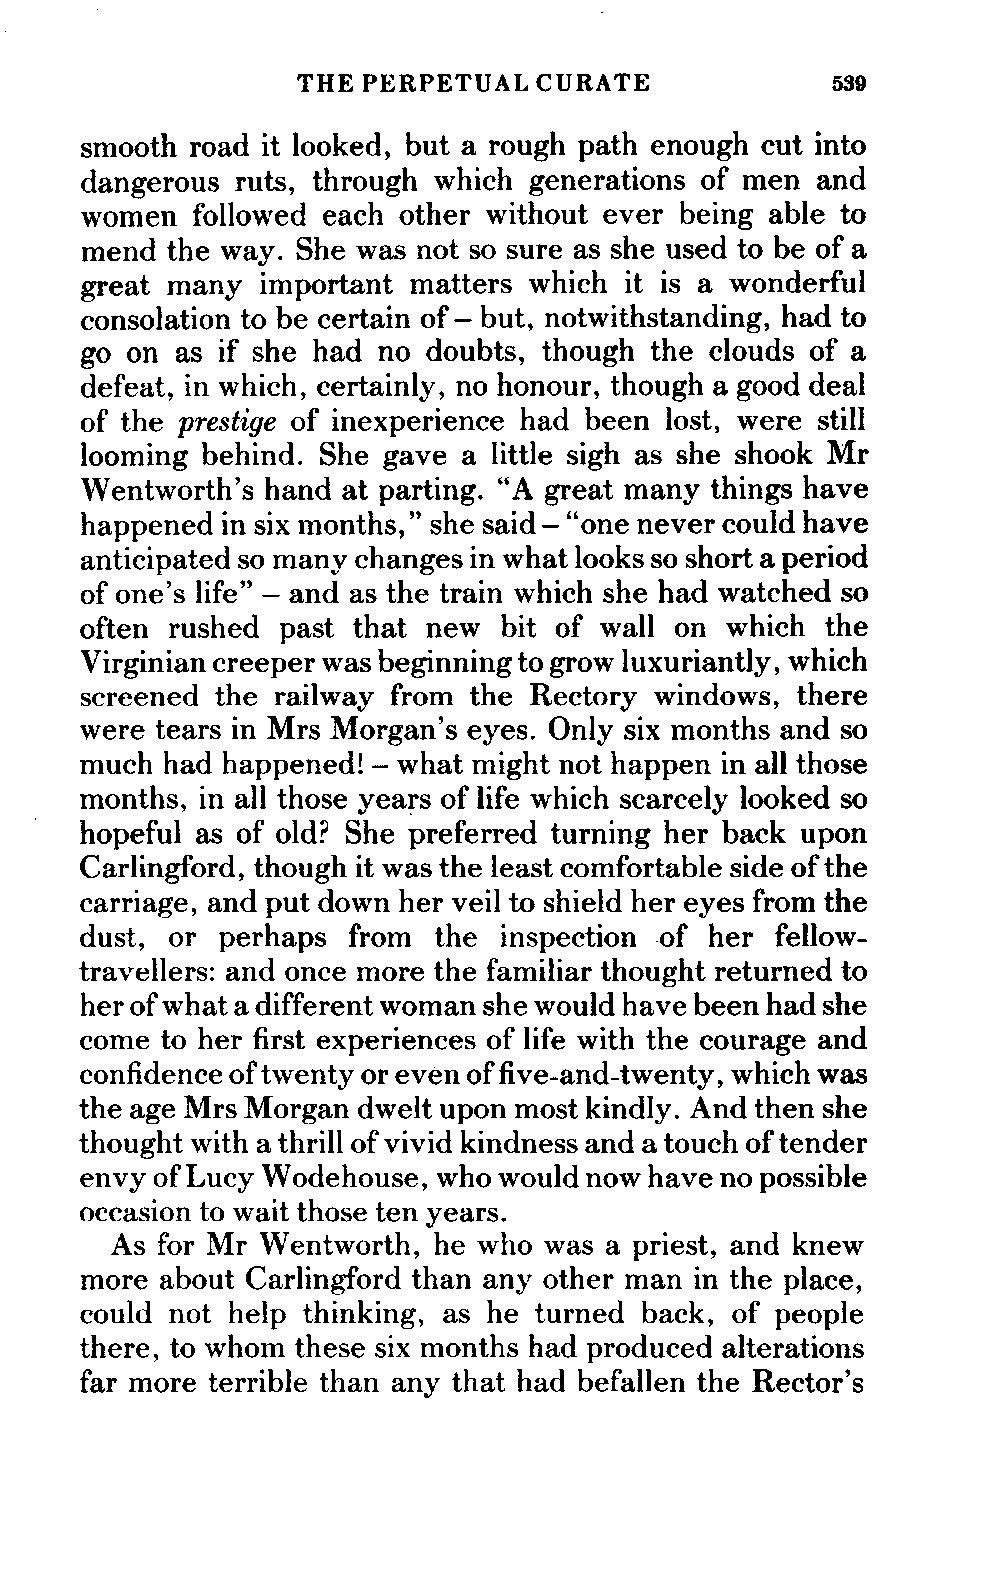 THE PERPETUAL CURATE 539
smooth road it looked, but a rough path enough cut into
dangerous ruts, through which generations of men and
women followed each other without ever being able to
mend the way. She was not so sure as she used to be of a
great many important matters which it is a wonderful
consolation to be certain of – but, notwithstanding, had to
go on as if she had no doubts, though the clouds of a
defeat, in which, certainly, no honour, though a good deal
of the prestige of inexperience had been lost, were still
looming behind. She gave a little sigh as she shook Mr
Wentworth's hand at parting. “A great many things have
happened in six months,” she said – “one never could have
anticipated so many changes in what looks so short a period
of one's life” – and as the train which she had watched so
often rushed past that new bit of wall on which the
Virginian creeper was beginning to grow luxuriantly, which
screened the railway from the Rectory windows, there
were tears in Mrs Morgan's eyes. Only six months and so
much had happened! – what might not happen in all those
months, in all those years of life which scarcely looked so
hopeful as of old? She preferred turning her back upon
Carlingford, though it was the least comfortable side of the
carriage, and put down her veil to shield her eyes from the
dust, or perhaps from the inspection of her fellow-
travellers: and once more the familiar thought returned to
her of what a different woman she would have been had she
come to her first experiences of life with the courage and
confidence of twenty or even of five-and-twenty, which was
the age Mrs Morgan dwelt upon most kindly. And then she
thought with a thrill of vivid kindness and a touch of tender
envy of Lucy Wodehouse, who would now have no possible
occasion to wait those ten years.
As for Mr Wentworth, he who was a priest, and knew
more about Carlingford than any other man in the place,
could not help thinking, as he turned back, of people
there, to whom these six months had produced alterations
far more terrible than any that had befallen the Rector's